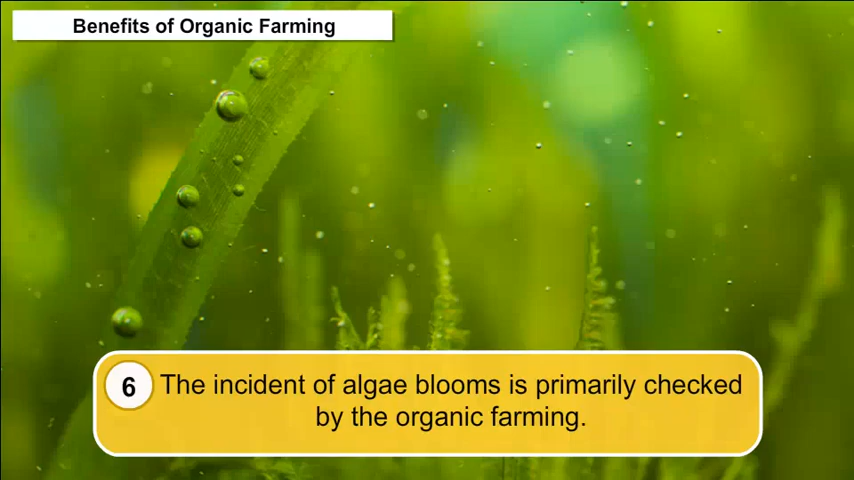 Benefits of Organic Farming
6
The incident of algae blooms is primarily checked
by the organic farming.